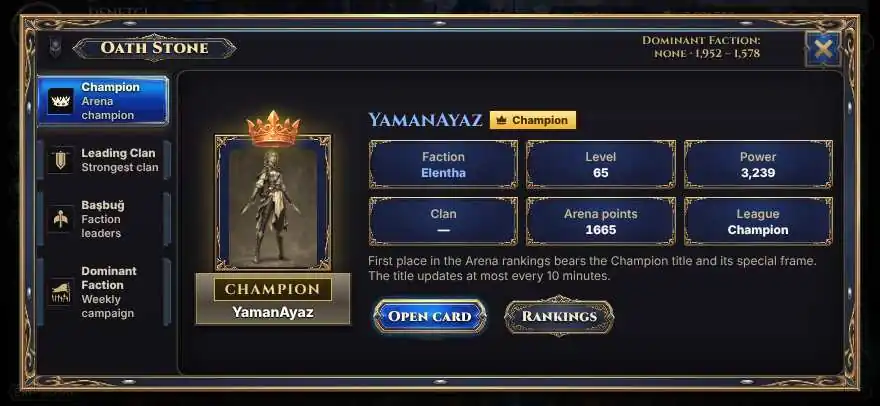 OATH STONE
DOMINANT FACTION:
NONE · 1,952 – 1,578
Champion
Arena
champion
Leading Clan
Strongest clan
Başbuğ
Faction
leaders
Dominant
Faction
Weekly
campaign
CHAMPION
YamanAyaz
YAMANAYAZ
Champion
Faction
Elentha
Level
65
Power
3,239
Clan
—
Arena points
1665
League
Champion
First place in the Arena rankings bears the Champion title and its special frame.
The title updates at most every 10 minutes.
OPEN CARD
RANKINGS